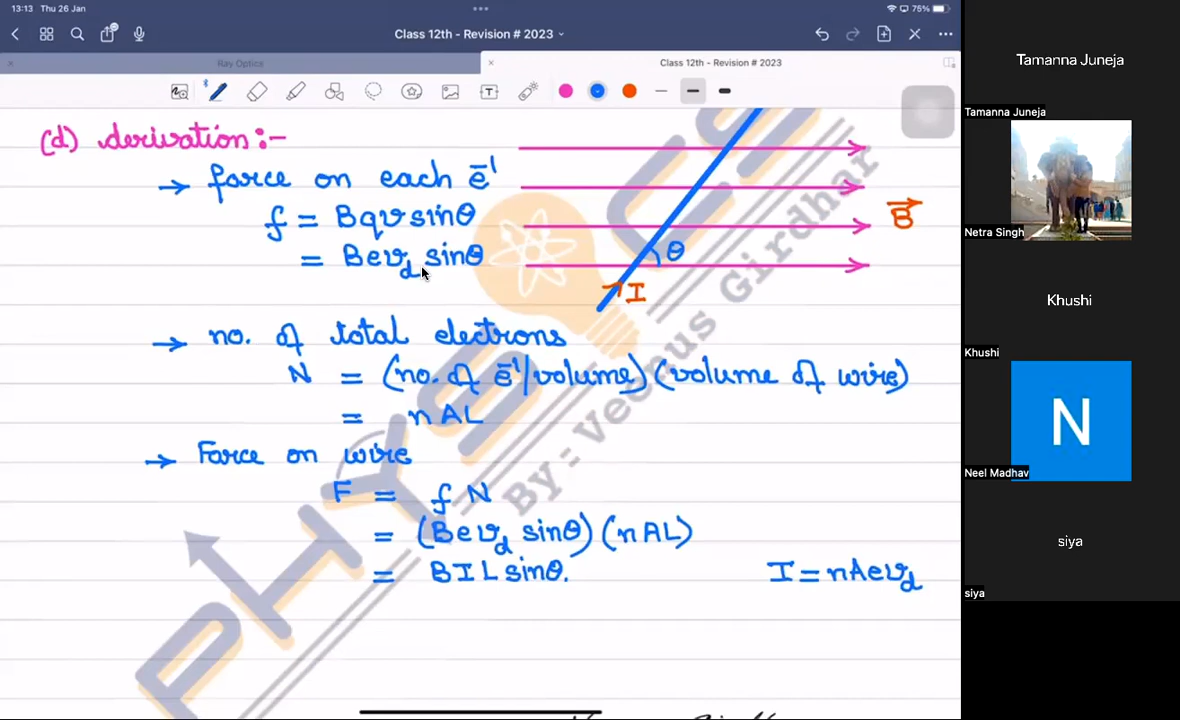 13:13 Thu 26 Jan
75%
Class 12th - Revision # 2023
Ray Optics
Class 12th - Revision # 2023
(d) derivation:-
→ force on each e̅'
f = Bqv sinθ
= Bev_d sinθ
B⃗
θ
I
→ no. of total electrons
N = (no. of e̅'/volume) (volume of wire)
= nAL
→ Force on wire
F = f N
= (Bev_d sinθ) (nAL)
= BIL sinθ.
I = nAev_d
PHYSICS
By:- Veenus Girdhar
Tamanna Juneja
Tamanna Juneja
Netra Singh
Khushi
Khushi
N
Neel Madhav
siya
siya